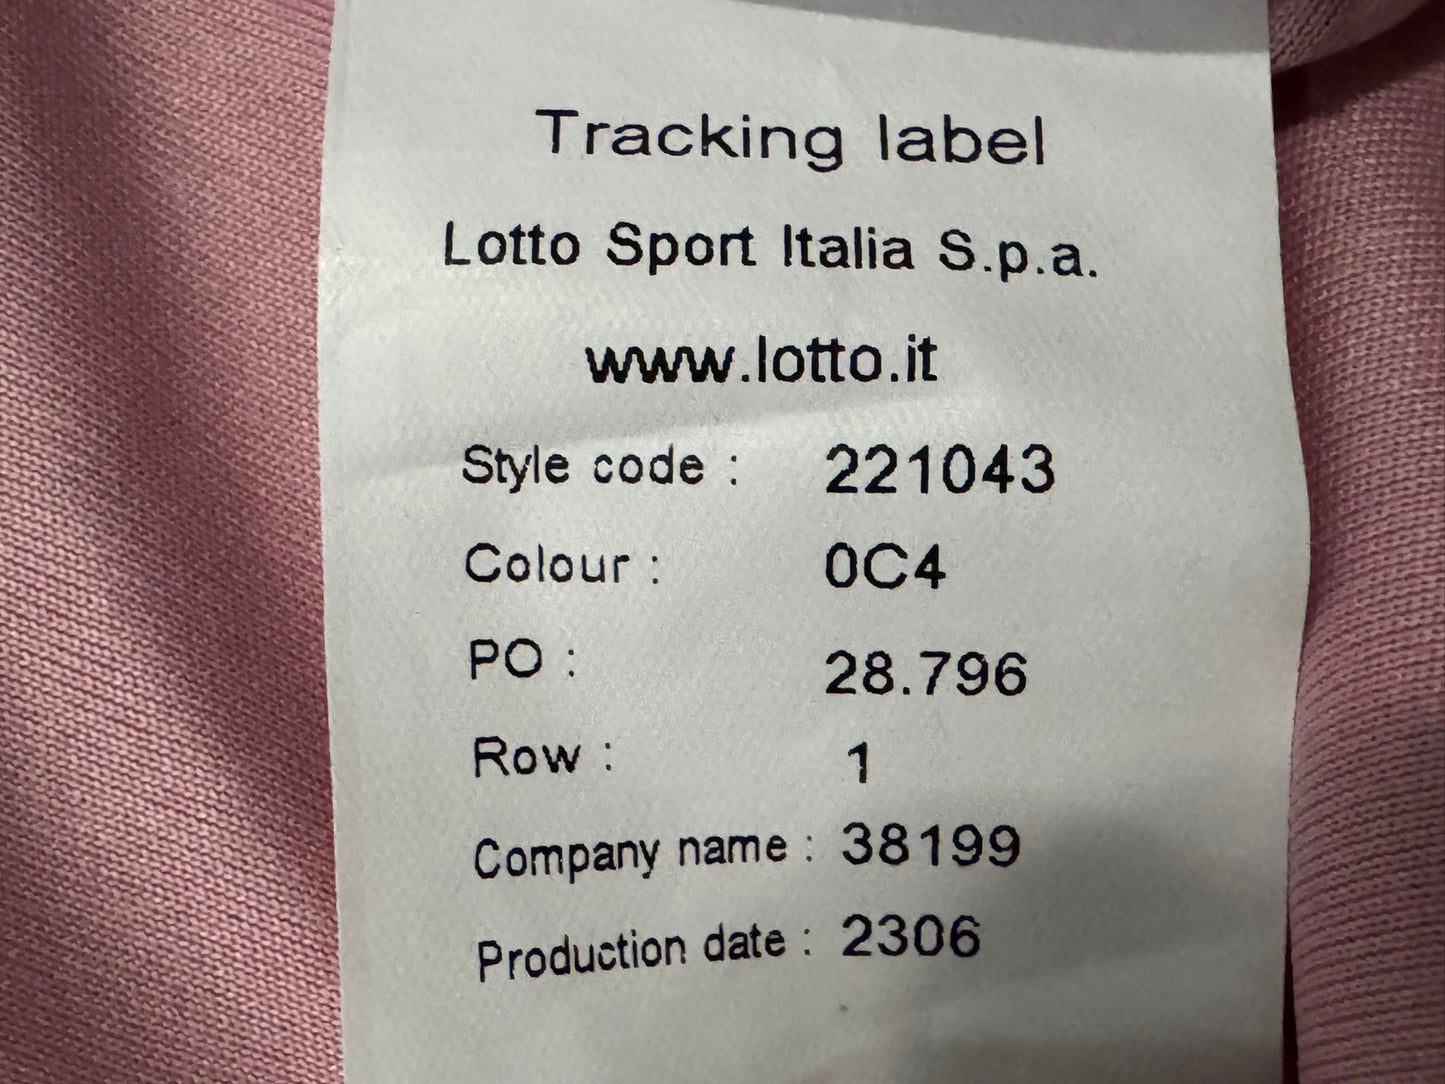 Tracking label
Lotto Sport Italia S.p.a.
www.lotto.it
Style code : 221043
Colour : 0C4
PO : 28.796
Row : 1
Company name : 38199
Production date : 2306